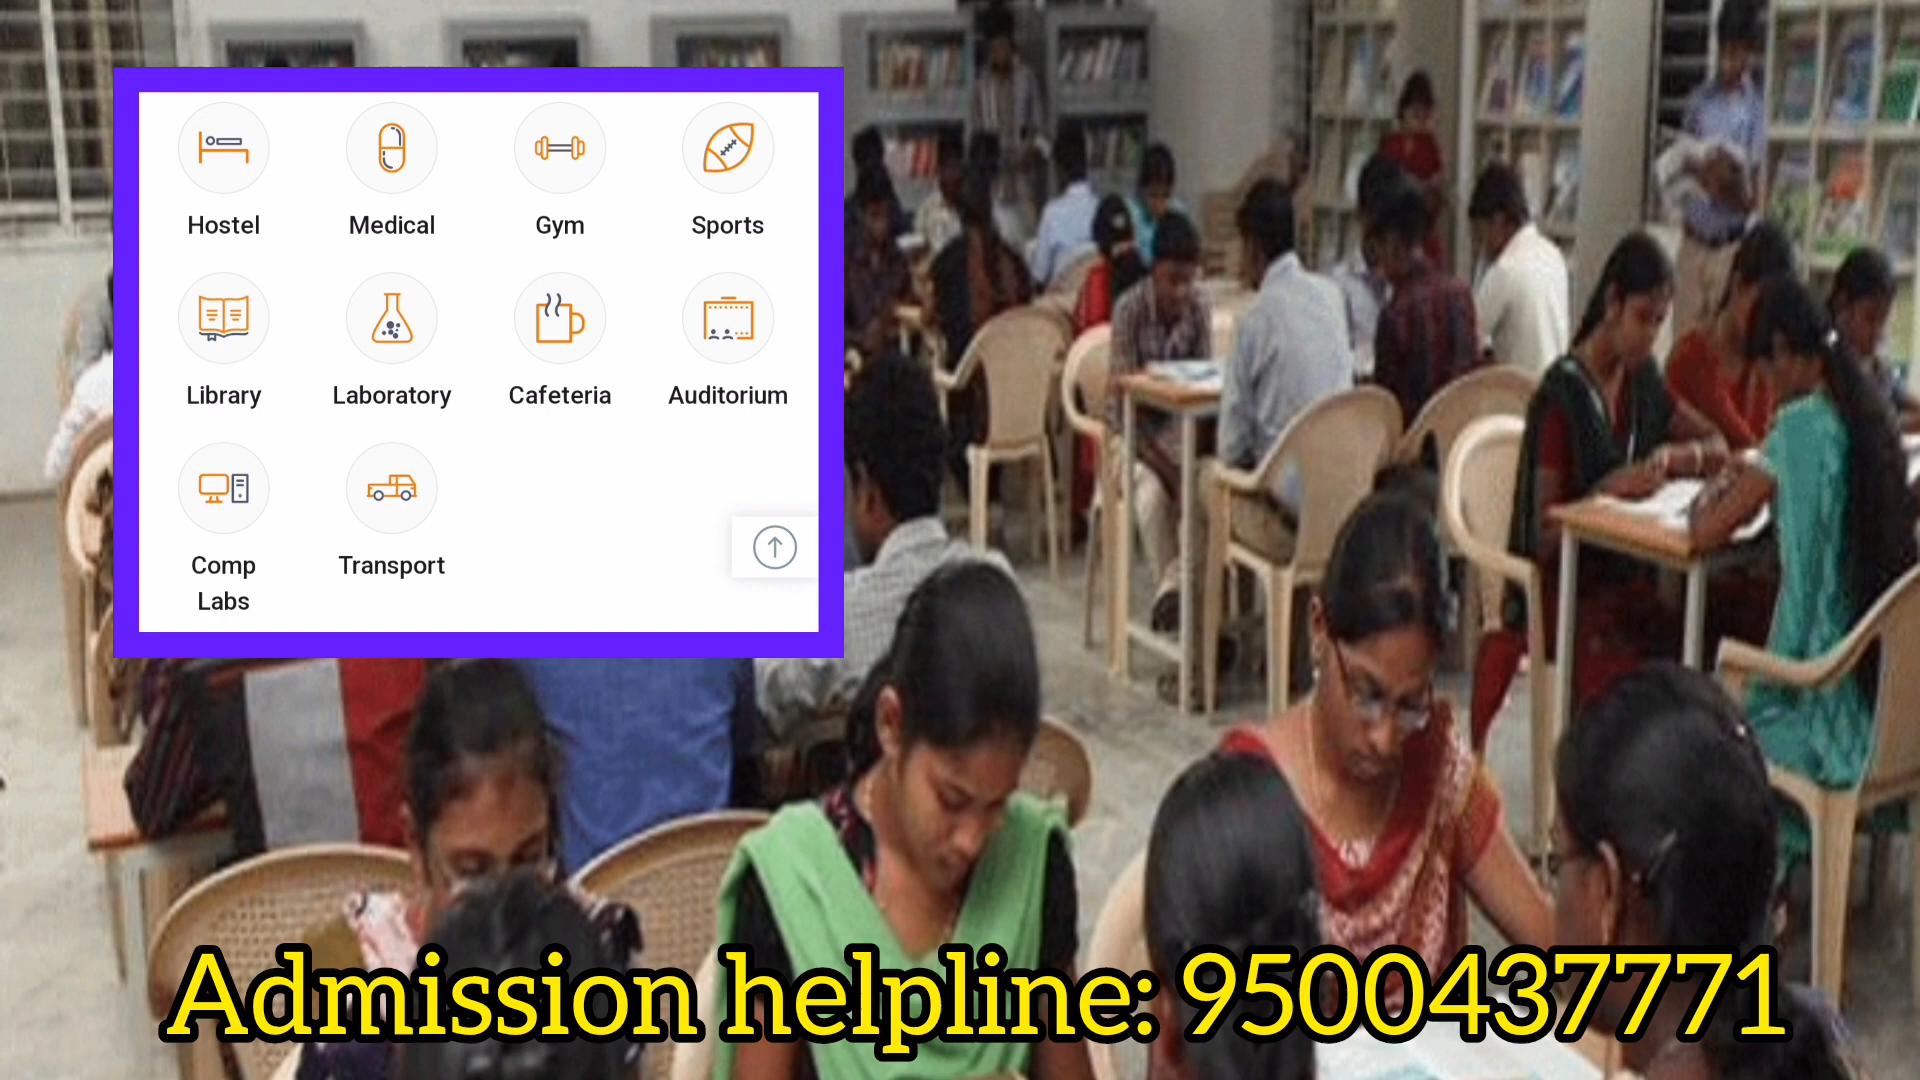 Hostel
Medical
Gym
Sports
Library
Laboratory
Cafeteria
Auditorium
Comp
Labs
Transport
Admission helpline: 9500437771